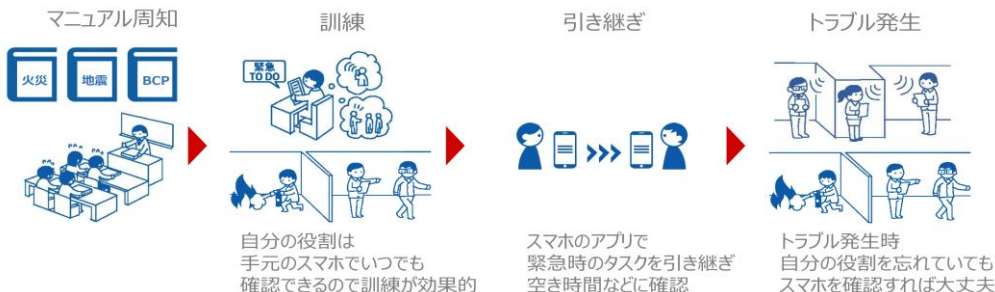 マニュアル周知
訓練
引き継ぎ
トラブル発生
火災
地震
BCP
緊急
TO DO
自分の役割は
手元のスマホでいつでも
確認できるので訓練が効果的
スマホのアプリで
緊急時のタスクを引き継ぎ
空き時間などに確認
トラブル発生時
自分の役割を忘れていても
スマホを確認すれば大丈夫